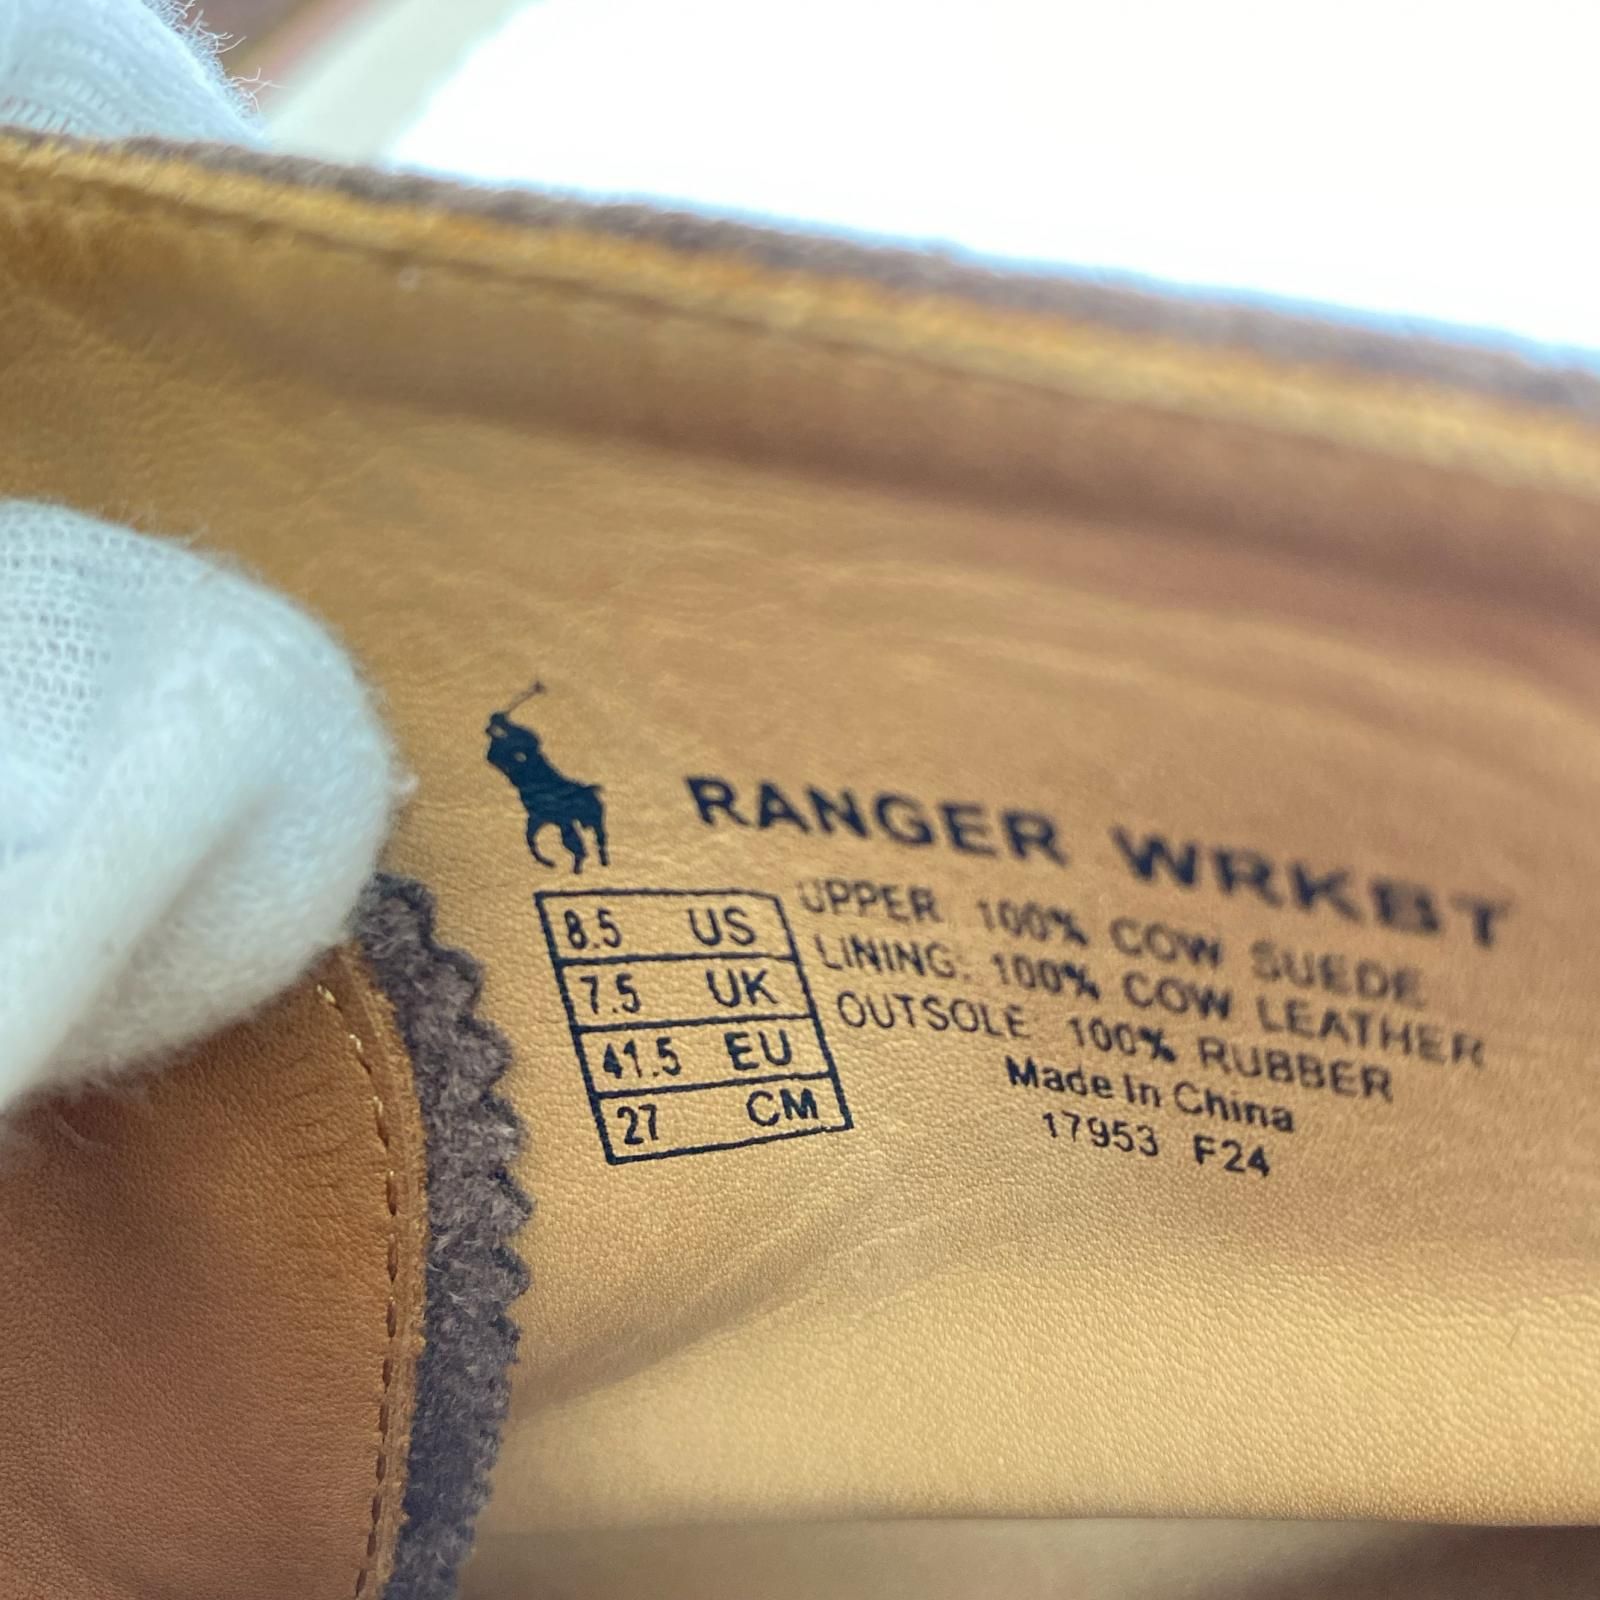 RANGER WRKBT
8.5 US
7.5 UK
41.5 EU
27 CM
UPPER: 100% COW SUEDE
LINING: 100% COW LEATHER
OUTSOLE: 100% RUBBER
Made In China
17953 F24